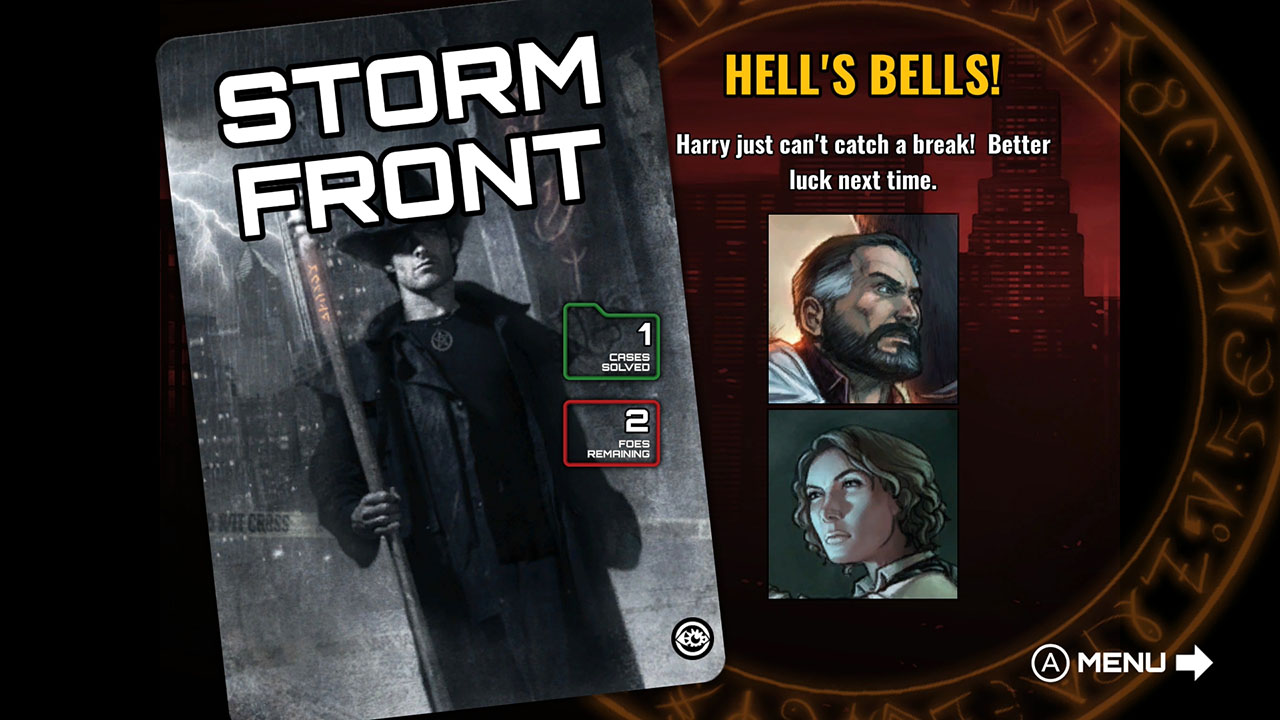 STORM
FRONT
1
CASES
SOLVED
2
FOES
REMAINING
HELL'S BELLS!
Harry just can't catch a break!  Better
luck next time.
A MENU